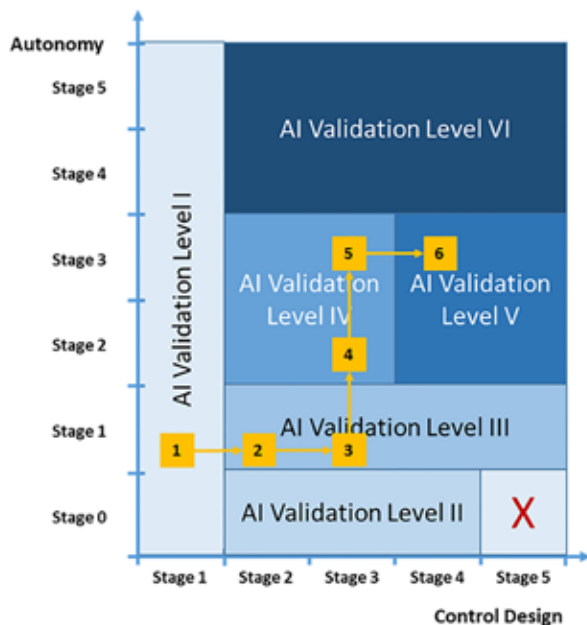 Autonomy
Stage 5
AI Validation Level VI
Stage 4
AI Validation Level I
Stage 3
5
6
AI Validation
Level IV
AI Validation
Level V
Stage 2
4
Stage 1
AI Validation Level III
1
2
3
Stage 0
AI Validation Level II
X
Stage 1
Stage 2
Stage 3
Stage 4
Stage 5
Control Design